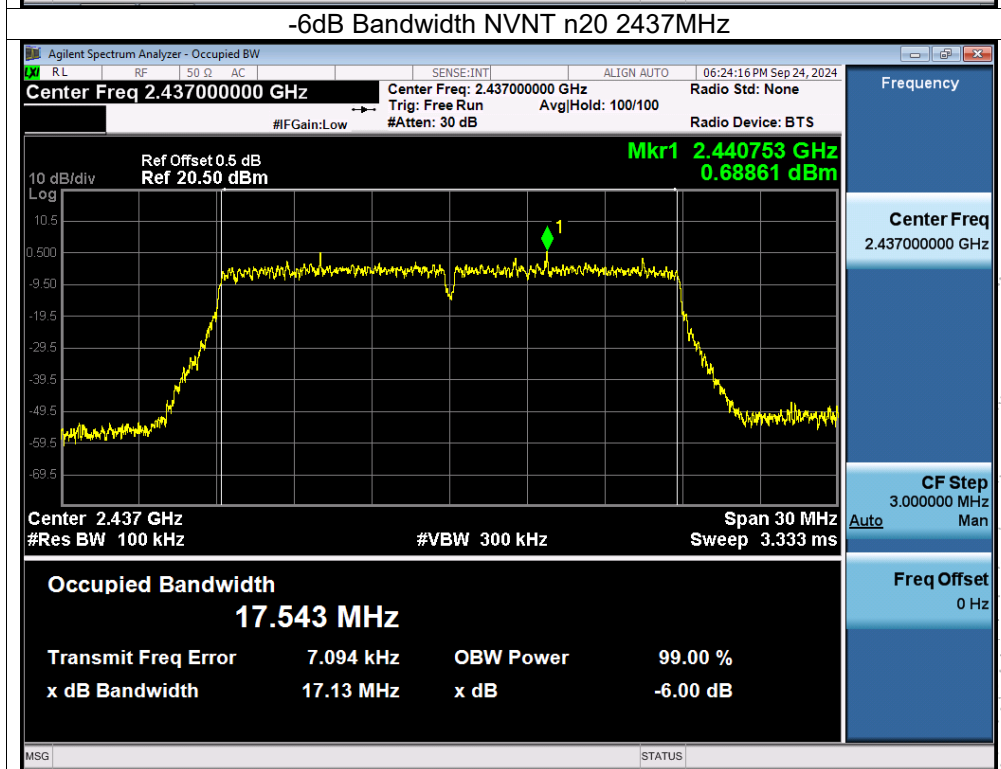 -6dB Bandwidth NVNT n20 2437MHz
Agilent Spectrum Analyzer - Occupied BW
LXI RL RF 50 Ω AC SENSE:INT ALIGN AUTO 06:24:16 PM Sep 24, 2024
Center Freq 2.437000000 GHz
Center Freq: 2.437000000 GHz
Radio Std: None
Trig: Free Run Avg|Hold: 100/100
#IFGain:Low
#Atten: 30 dB
Radio Device: BTS
Frequency
Mkr1 2.440753 GHz
0.68861 dBm
Ref Offset 0.5 dB
10 dB/div Ref 20.50 dBm
Log
10.5
0.500
-9.50
-19.5
-29.5
-39.5
-49.5
-59.5
-69.5
1
Center 2.437 GHz
Span 30 MHz
#Res BW 100 kHz
#VBW 300 kHz
Sweep 3.333 ms
Center Freq
2.437000000 GHz
CF Step
3.000000 MHz
Auto Man
Freq Offset
0 Hz
Occupied Bandwidth
17.543 MHz
Transmit Freq Error 7.094 kHz OBW Power 99.00 %
x dB Bandwidth 17.13 MHz x dB -6.00 dB
MSG STATUS